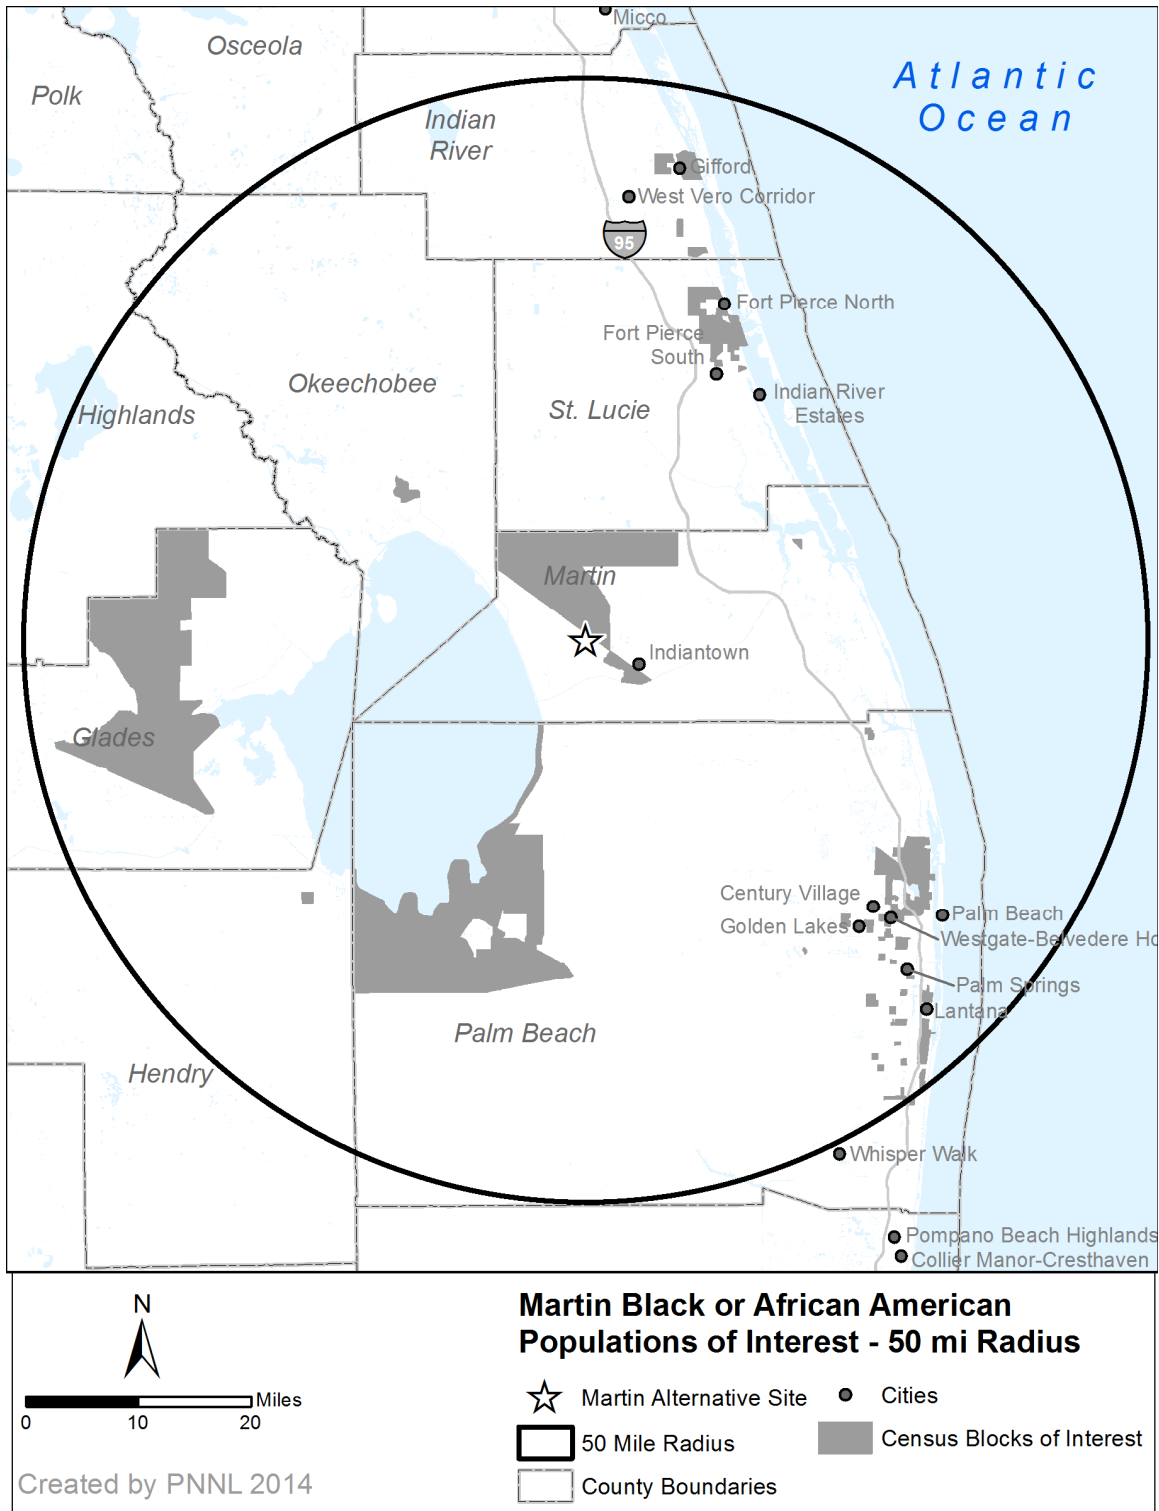 Micco
Osceola
Atlantic
Ocean
Polk
Indian
River
Gifford
West Vero Corridor
95
Fort Pierce North
Fort Pierce
South
Okeechobee
Indian River
Estates
St. Lucie
Highlands
Martin
Indiantown
Glades
Century Village
Palm Beach
Golden Lakes
Westgate-Belvedere Ho
Palm Springs
Lantana
Palm Beach
Hendry
Whisper Walk
Pompano Beach Highlands
Collier Manor-Cresthaven
N
Miles
0 10 20
Created by PNNL 2014
Martin Black or African American
Populations of Interest - 50 mi Radius
Martin Alternative Site
Cities
50 Mile Radius
Census Blocks of Interest
County Boundaries